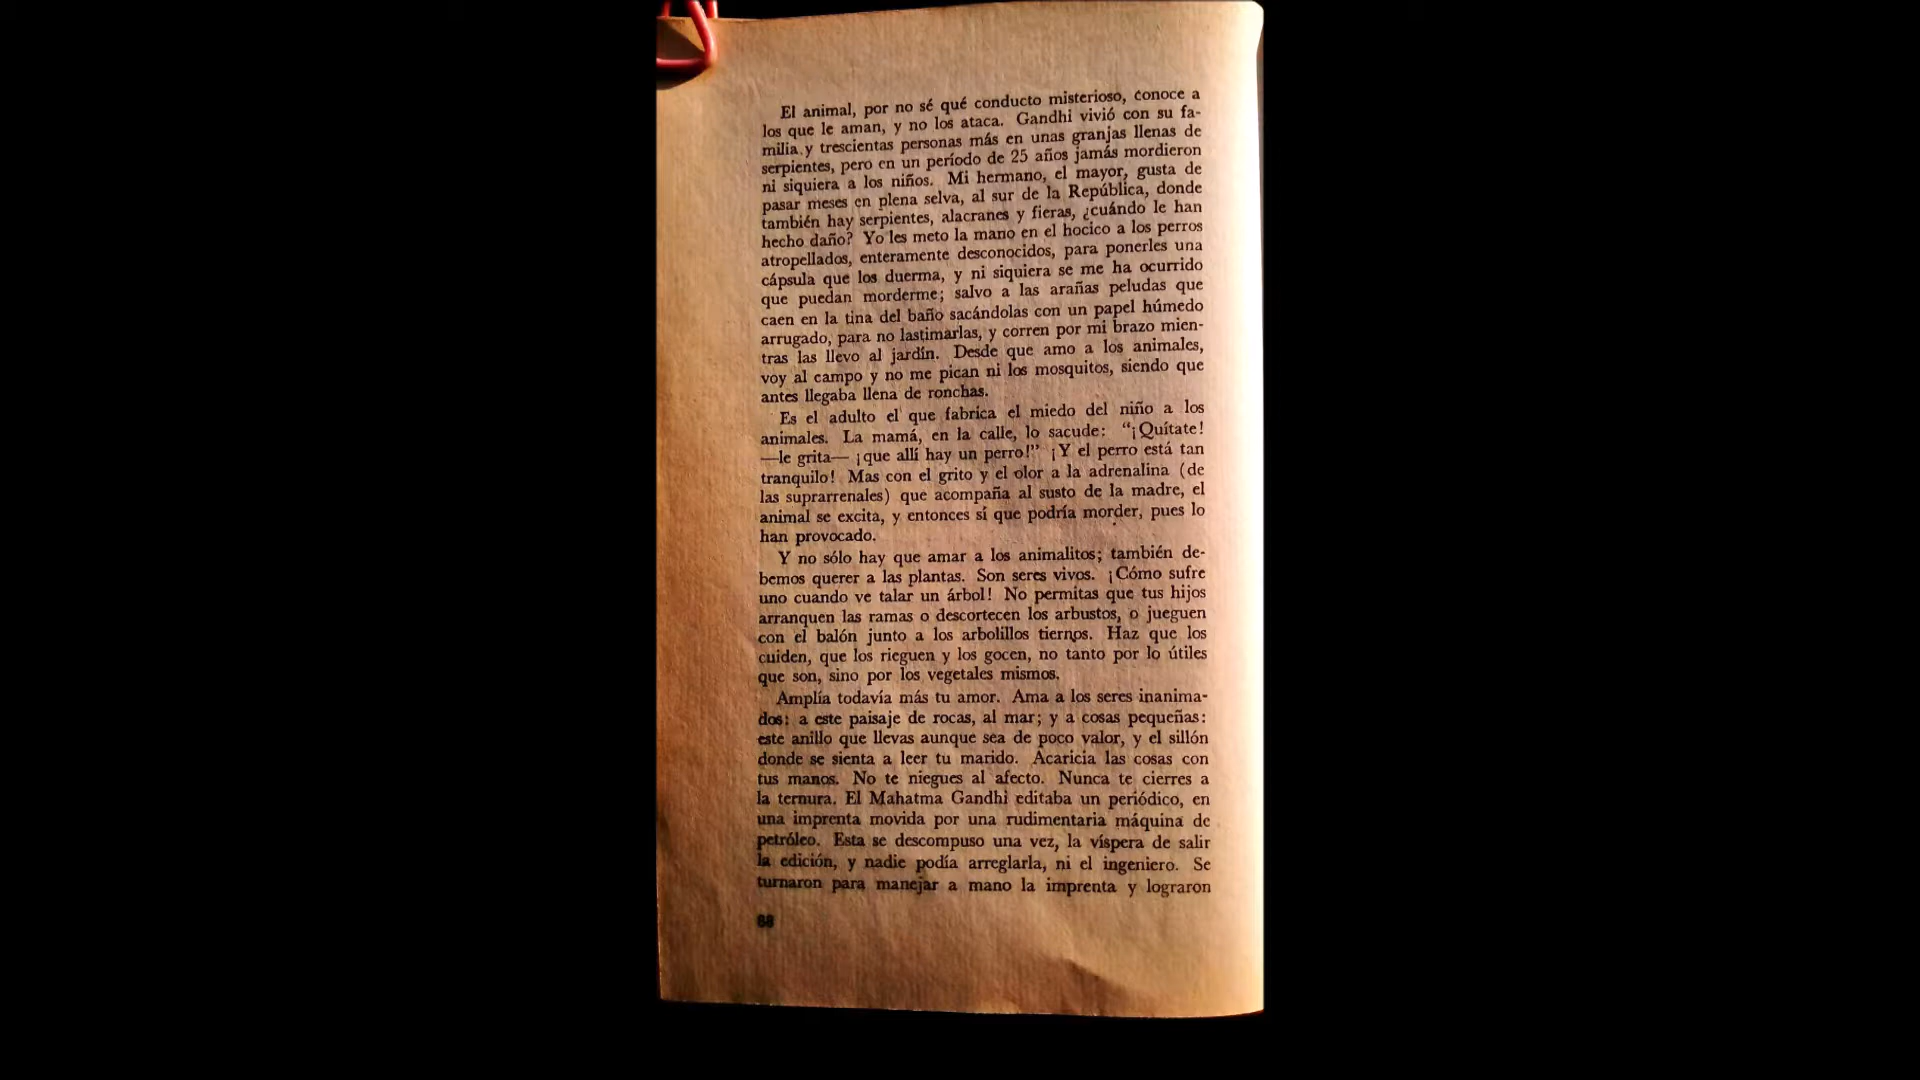 El animal, por no sé qué conducto misterioso, conoce a
los que le aman, y no los ataca. Gandhi vivió con su fa-
milia y trescientas personas más en unas granjas llenas de
serpientes, pero en un período de 25 años jamás mordieron
ni siquiera a los niños. Mi hermano, el mayor, gusta de
pasar meses en plena selva, al sur de la República, donde
también hay serpientes, alacranes y fieras, ¿cuándo le han
hecho daño? Yo les meto la mano en el hocico a los perros
atropellados, enteramente desconocidos, para ponerles una
cápsula que los duerma, y ni siquiera se me ha ocurrido
que puedan morderme; salvo a las arañas peludas que
caen en la tina del baño sacándolas con un papel húmedo
arrugado, para no lastimarlas, y corren por mi brazo mien-
tras las llevo al jardín. Desde que amo a los animales,
voy al campo y no me pican ni los mosquitos, siendo que
antes llegaba llena de ronchas.
Es el adulto el que fabrica el miedo del niño a los
animales. La mamá, en la calle, lo sacude: “¡Quítate!
—le grita— ¡que allí hay un perro!” ¡Y el perro está tan
tranquilo! Mas con el grito y el olor a la adrenalina (de
las suprarrenales) que acompaña al susto de la madre, el
animal se excita, y entonces sí que podría morder, pues lo
han provocado.
Y no sólo hay que amar a los animalitos; también de-
bemos querer a las plantas. Son seres vivos. ¡Cómo sufre
uno cuando ve talar un árbol! No permitas que tus hijos
arranquen las ramas o descortecen los arbustos, o jueguen
con el balón junto a los arbolillos tiernos. Haz que los
cuiden, que los rieguen y los gocen, no tanto por lo útiles
que son, sino por los vegetales mismos.
Amplía todavía más tu amor. Ama a los seres inanima-
dos: a este paisaje de rocas, al mar; y a cosas pequeñas:
este anillo que llevas aunque sea de poco valor, y el sillón
donde se sienta a leer tu marido. Acaricia las cosas con
tus manos. No te niegues al afecto. Nunca te cierres a
la ternura. El Mahatma Gandhi editaba un periódico, en
una imprenta movida por una rudimentaria máquina de
petróleo. Esta se descompuso una vez, la víspera de salir
la edición, y nadie podía arreglarla, ni el ingeniero. Se
turnaron para manejar a mano la imprenta y lograron
68